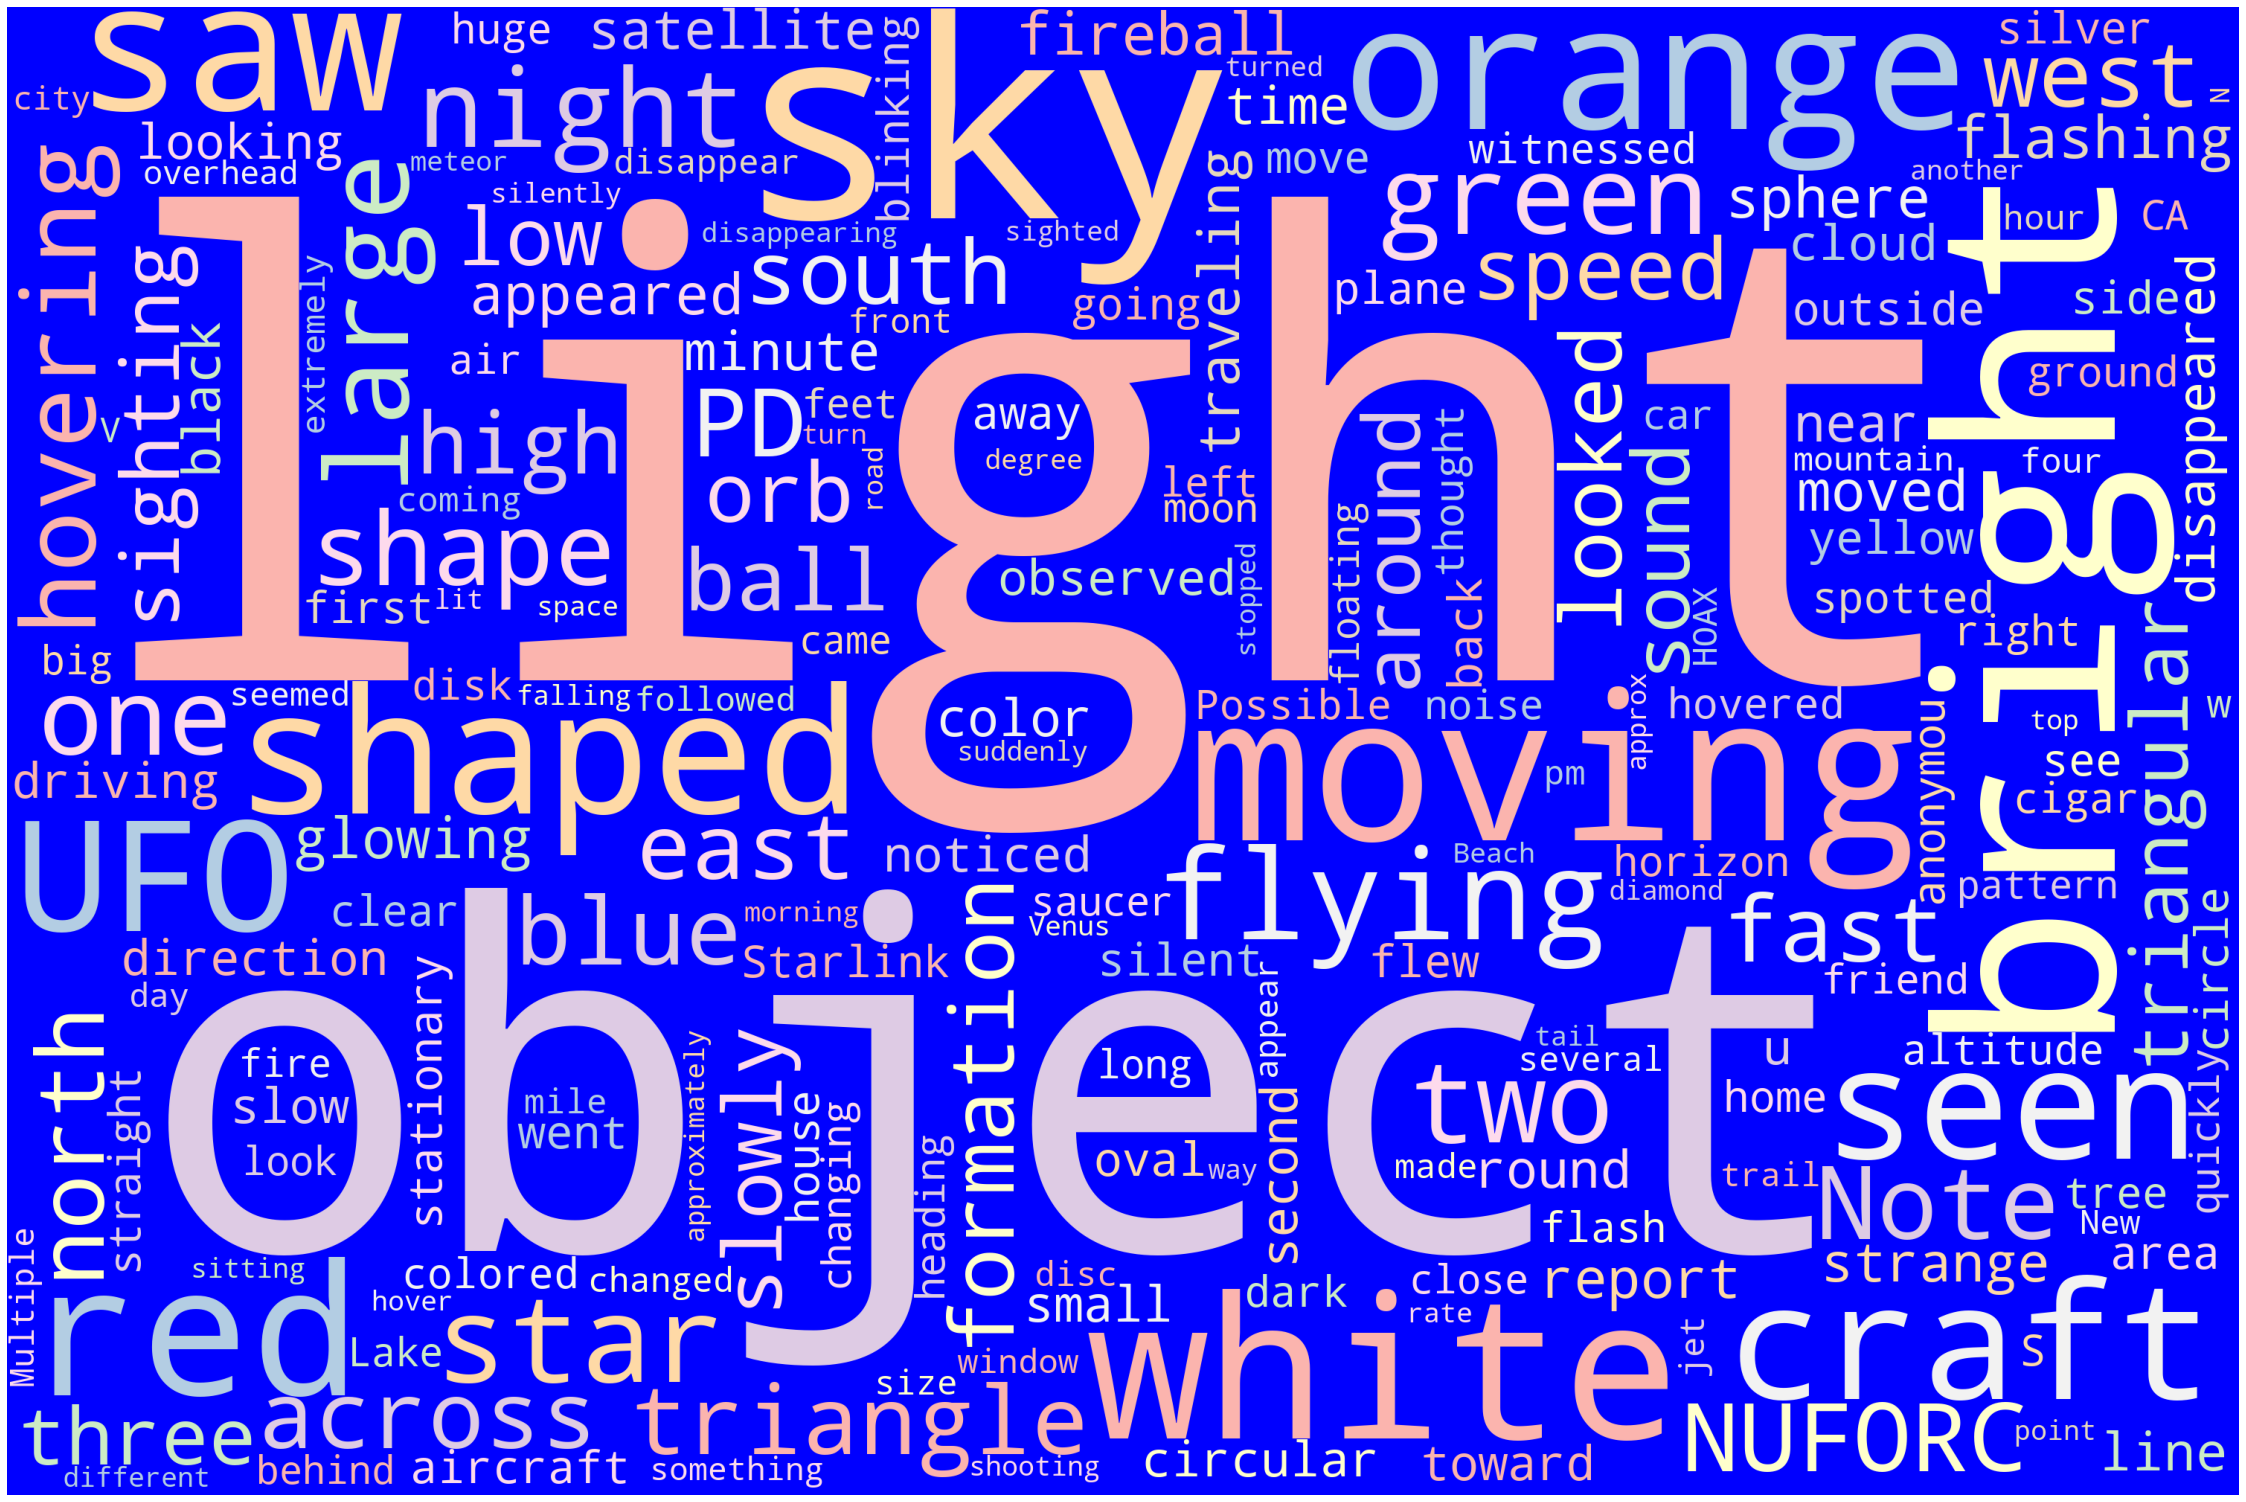 saw
huge
satellite
sky
fireball
orange
silver
city
night
blinking
turned
time
west
N
looking
meteor
disappear
move
witnessed
flashing
overhead
silently
another
hovering
large
low
disappearing
sighted
traveling
green
sphere
hour
CA
sighting
extremely
appeared
south
going
plane
speed
cloud
bright
light
black
air
minute
front
outside
side
disappeared
V
high
PD
feet
turn
away
degree
left
moon
around
thought
looked
car
sound
near
mountain
moved
ground
four
coming
orb
road
shape
ball
observed
stopped
floating
back
HOAX
yellow
spotted
right
first
lit
space
came
big
seemed
disk
falling
followed
color
suddenly
Possible
noise
approx
hovered
anonymou
top
triangular
W
one
shaped
driving
moving
pm
see
cigar
UFO
glowing
east
noticed
flying
Beach
horizon
diamond
pattern
clear
blue
morning
Starlink
formation
saucer
Venus
silent
flew
fast
friend
circle
direction
day
stationary
object
north
straight
fire
slow
look
mile
went
approximately
slowly
house
changing
heading
long
oval
way
appear
second
tail
several
two
made
round
u
home
altitude
seen
quickly
trail
Note
tree
New
flash
strange
area
Multiple
sitting
colored
changed
hover
red
Lake
star
disc
small
dark
close
rate
report
jet
craft
S
window
white
size
three
across
triangle
different
behind
aircraft
something
shooting
circular
toward
NUFORC
point
line